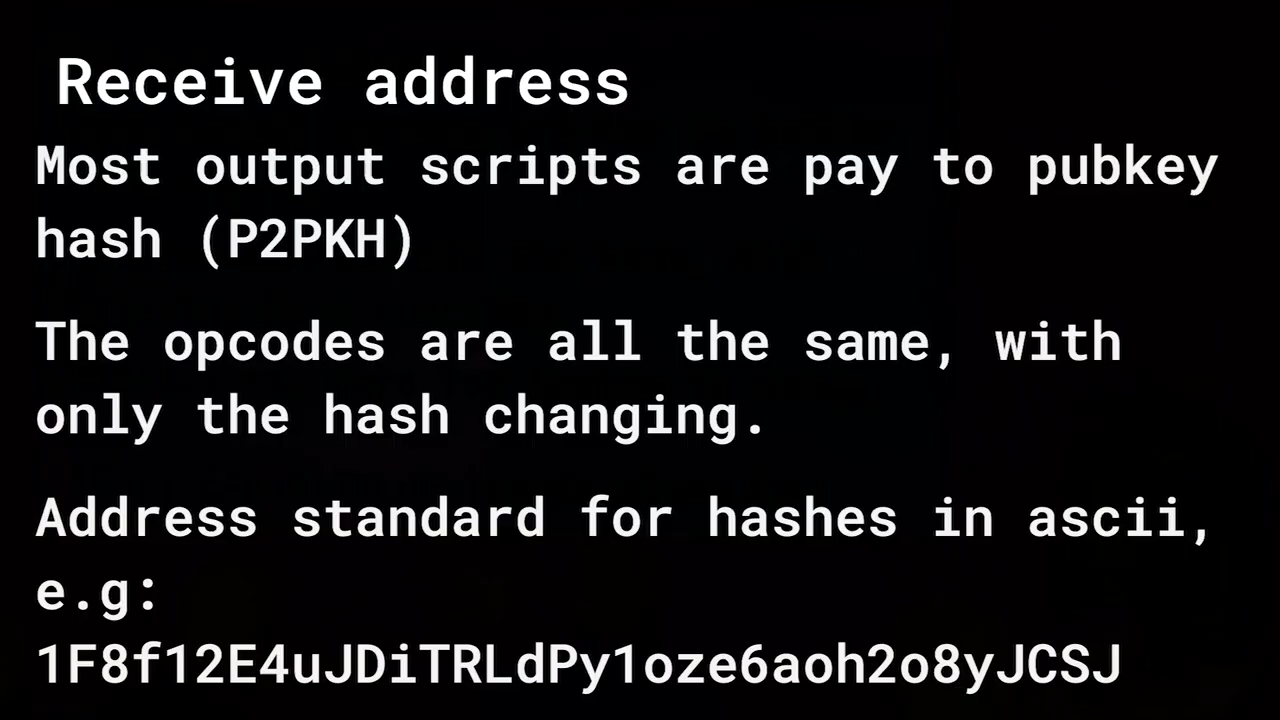 Receive address
Most output scripts are pay to pubkey
hash (P2PKH)
The opcodes are all the same, with
only the hash changing.
Address standard for hashes in ascii,
e.g:
1F8f12E4uJDiTRLdPy1oze6aoh2o8yJCSJ